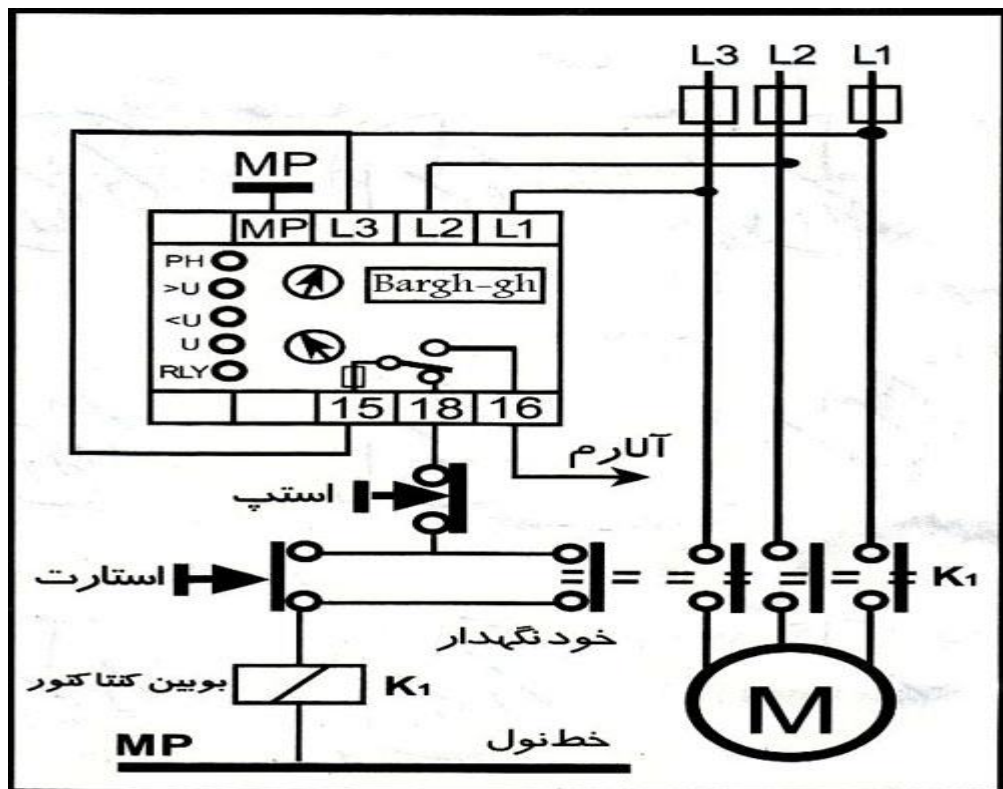 L3 L2 L1
MP
MP L3 L2 L1
PH
>U
<U
U
RLY
Bargh-gh
15 18 16
آلارم
استپ
استارت
K1
خود نگهدار
بوبین کنتاکتور
K1
M
MP
خط نول